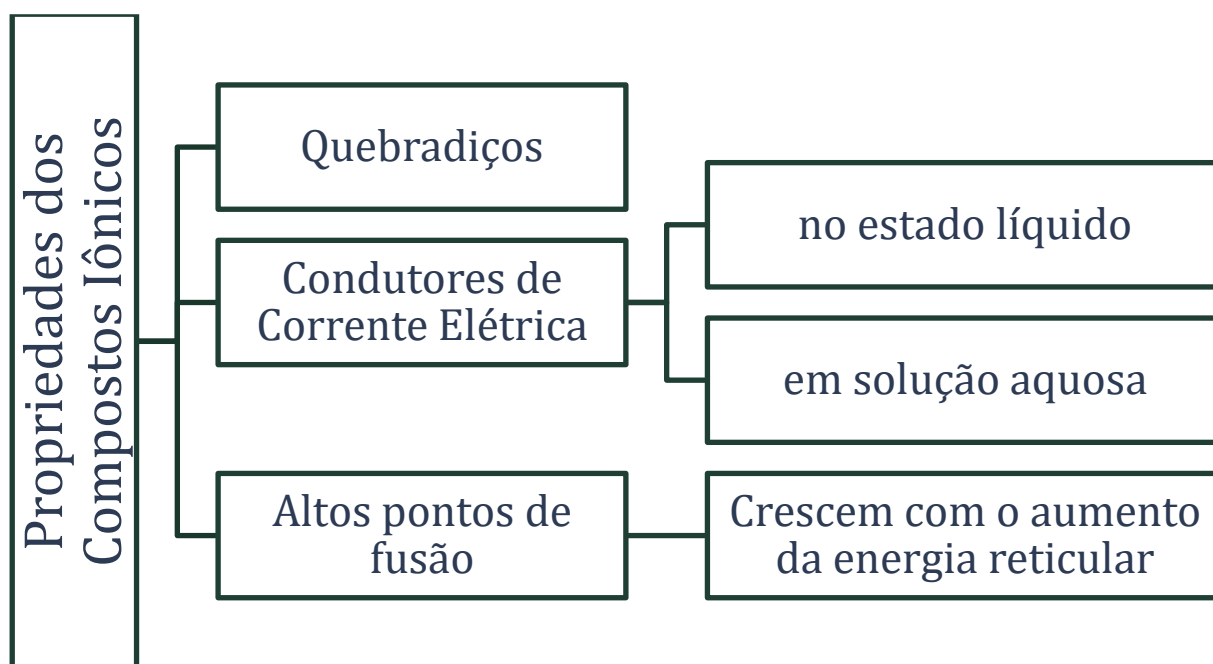 Propriedades dos
Compostos Iônicos
Quebradiços
Condutores de
Corrente Elétrica
no estado líquido
em solução aquosa
Altos pontos de
fusão
Crescem com o aumento
da energia reticular